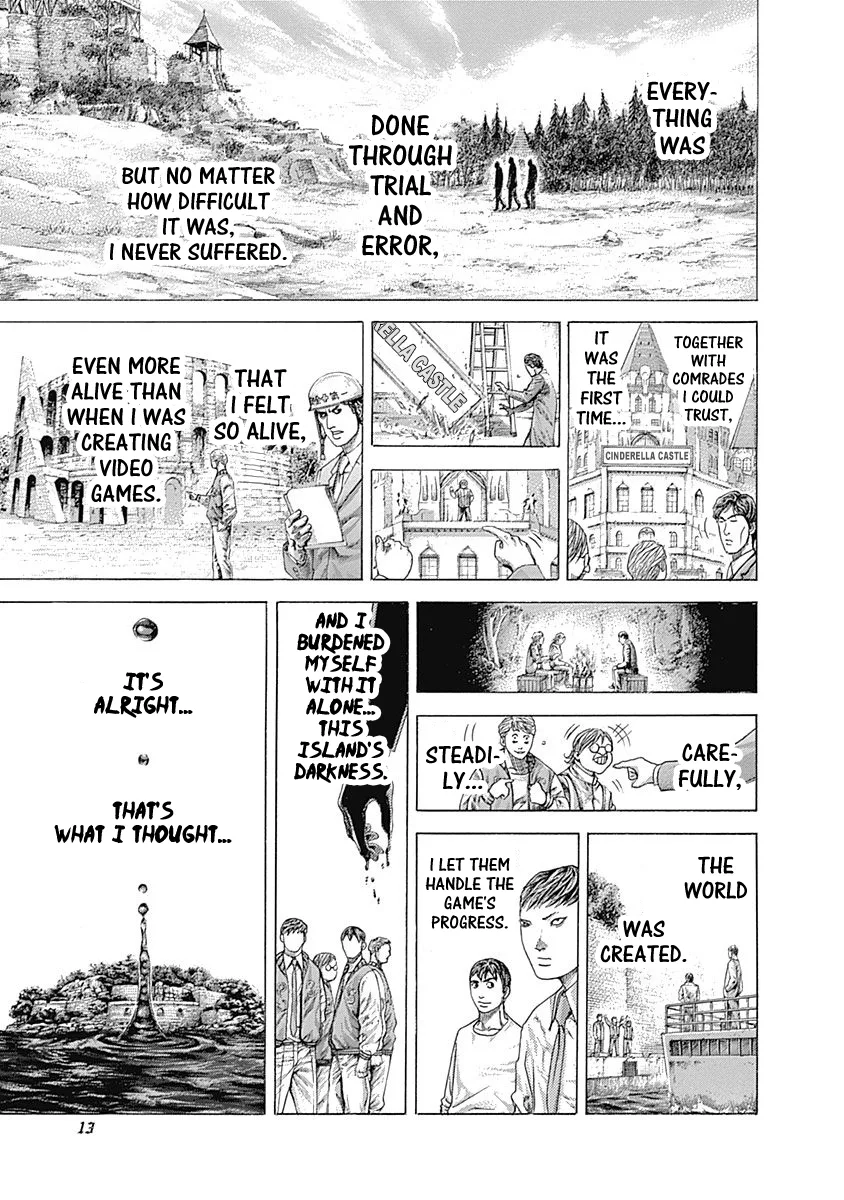 EVERY-
THING WAS
DONE
THROUGH
TRIAL
AND
ERROR,
BUT NO MATTER
HOW DIFFICULT
IT WAS,
I NEVER SUFFERED.
TOGETHER
WITH
COMRADES
I COULD
TRUST,
IT
WAS
THE
FIRST
TIME...
CINDERELLA CASTLE
RELLA CASTLE
THAT
I FELT
SO ALIVE,
EVEN MORE
ALIVE THAN
WHEN I WAS
CREATING
VIDEO
GAMES.
CARE-
FULLY,
STEADI-
LY...
THE
WORLD
WAS
CREATED.
I LET THEM
HANDLE THE
GAME'S
PROGRESS.
AND I
BURDENED
MYSELF
WITH IT
ALONE...
THIS
ISLAND'S
DARKNESS.
IT'S
ALRIGHT...
THAT'S
WHAT I THOUGHT...
13